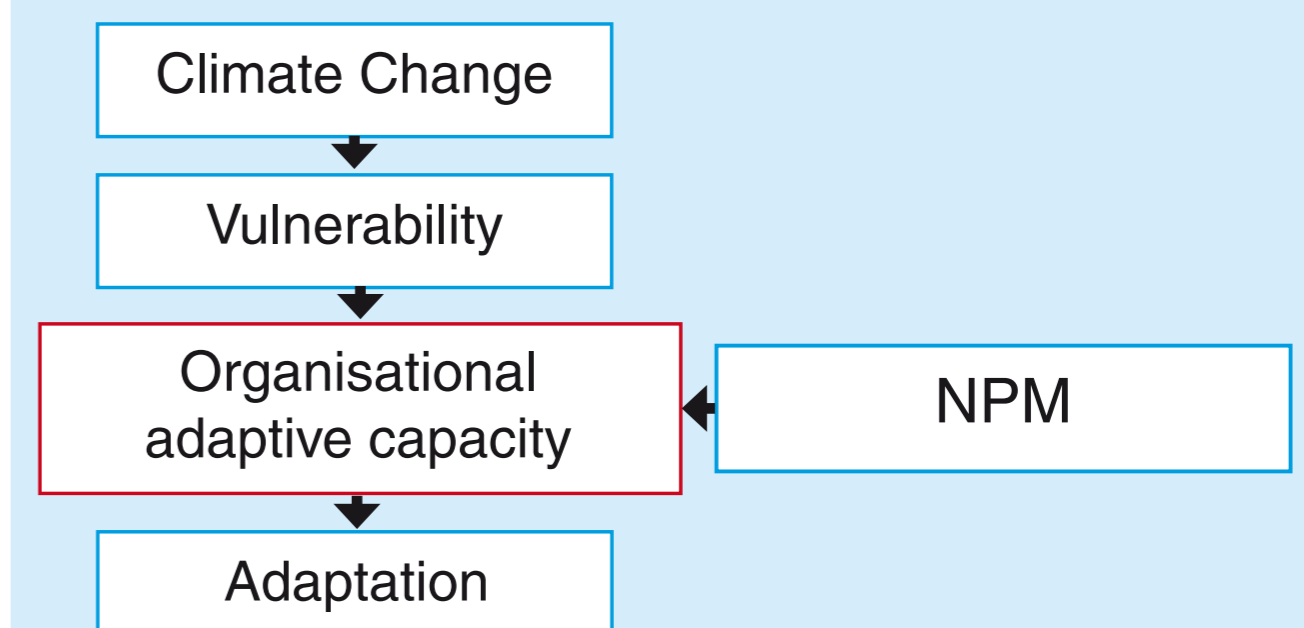 Climate Change
Vulnerability
Organisational
adaptive capacity
NPM
Adaptation